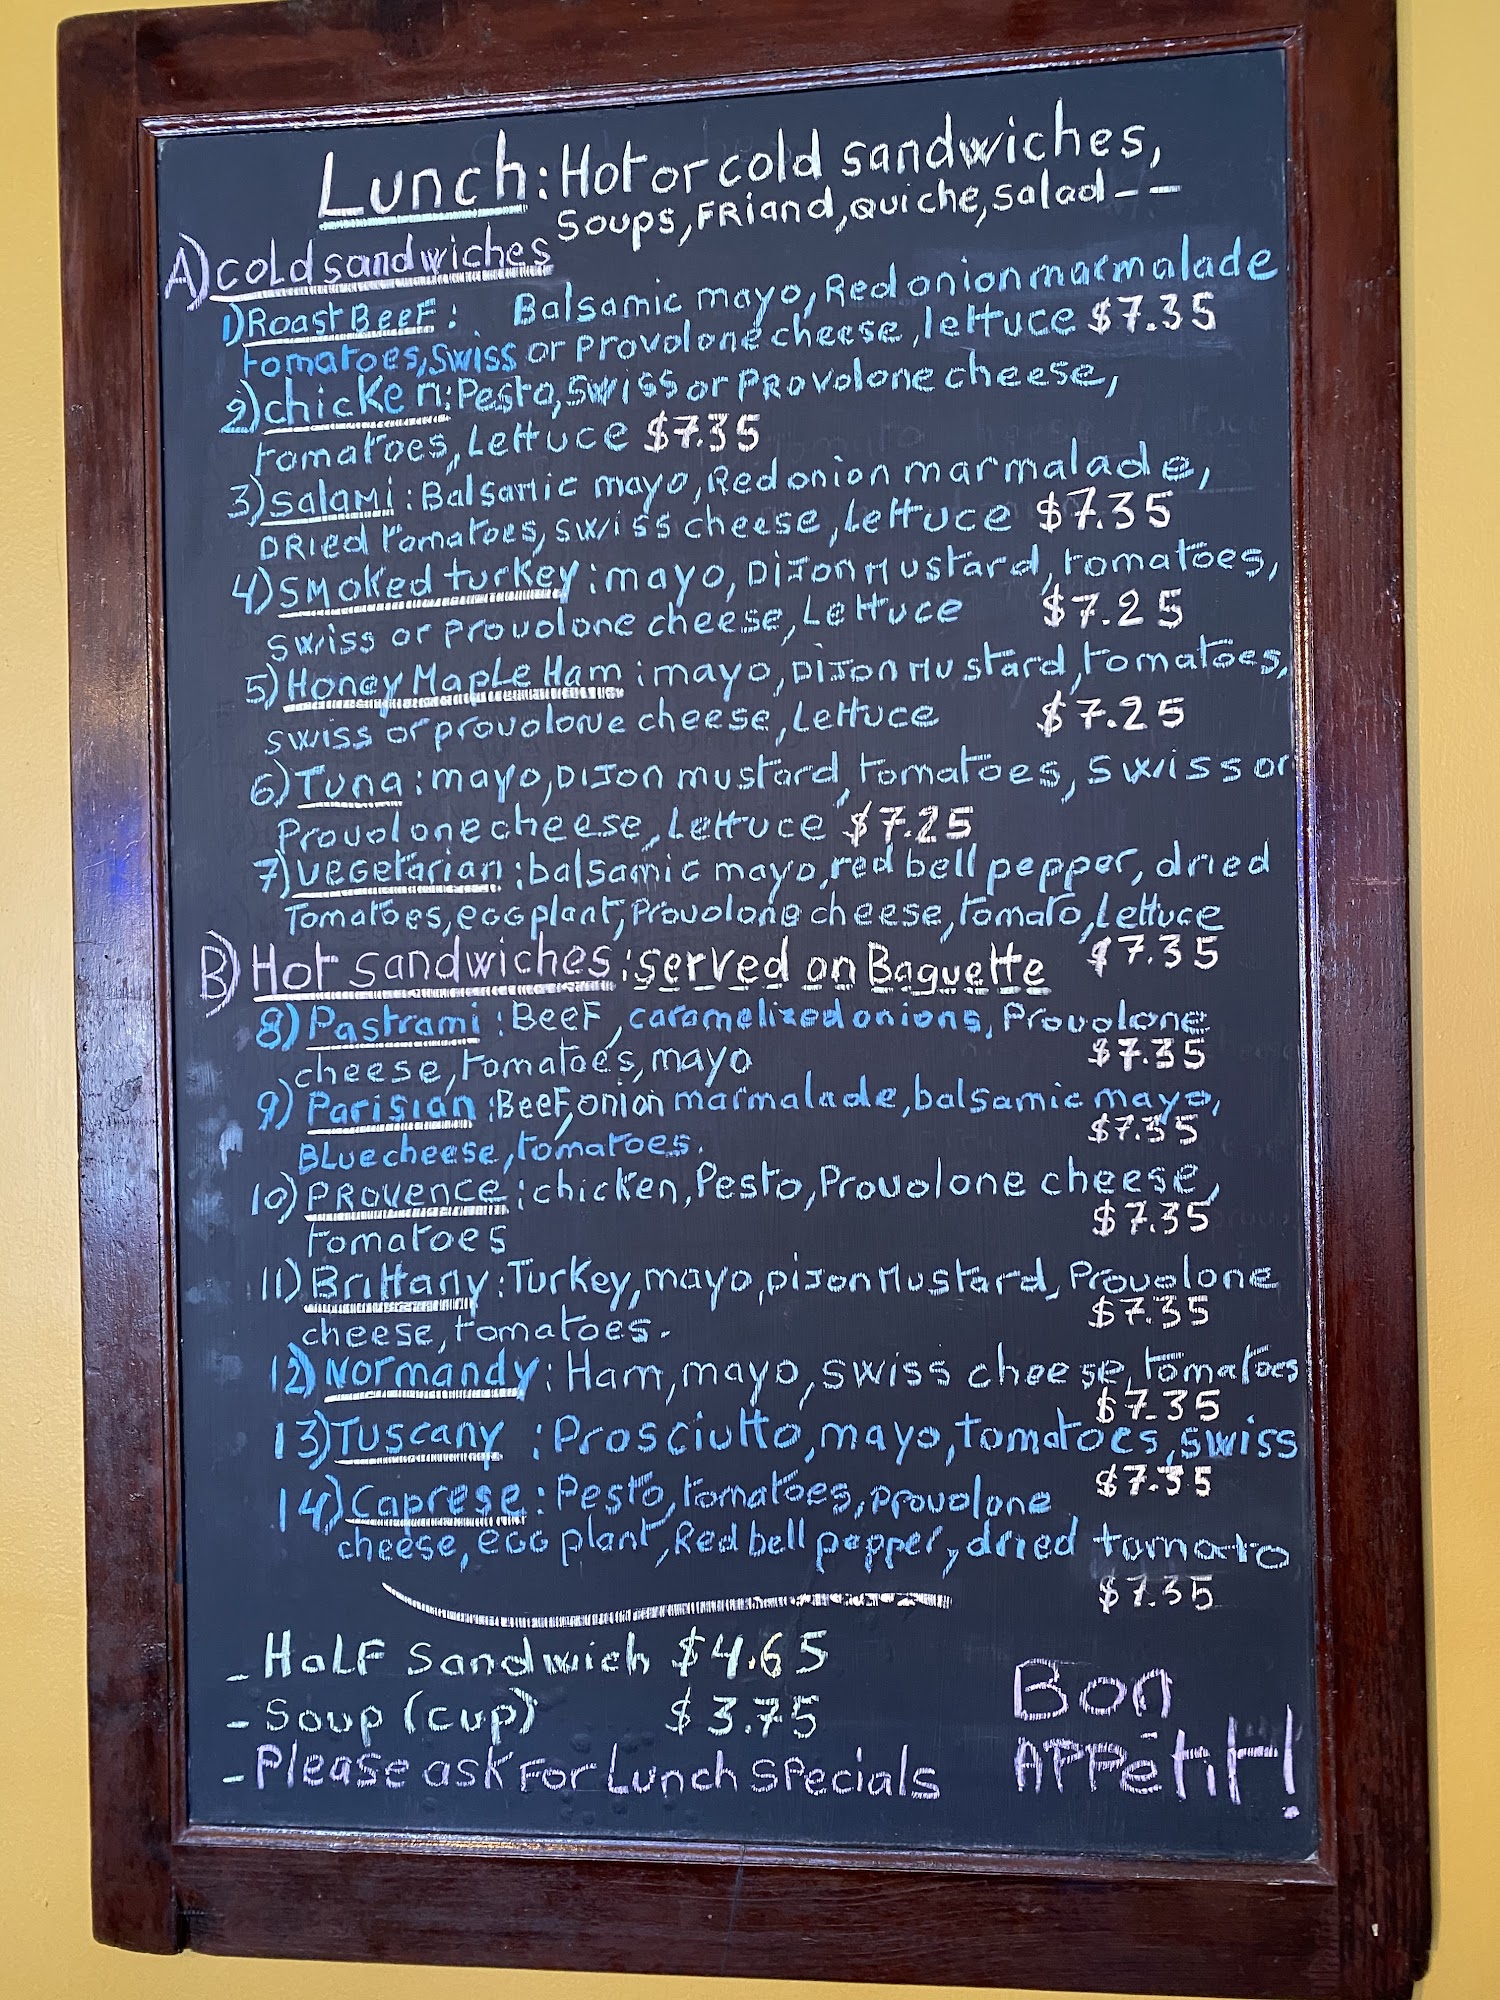 Lunch: Hot or cold sandwiches,
Soups, FRiand, Quiche, Salad - -
A) cold sandwiches
1) Roast BeeF: Balsamic mayo, Red onion marmalade
tomatoes, Swiss or Provolone cheese, lettuce $7.35
2) chicken: Pesto, Swiss or Provolone cheese,
tomatoes, Lettuce $7.35
3) Salami: Balsamic mayo, Red onion marmalade,
DRied tomatoes, swiss cheese, Lettuce $7.35
4) Smoked turkey: mayo, Dijon Mustard, tomatoes,
swiss or provolone cheese, Lettuce $7.25
5) Honey Maple Ham: mayo, Dijon Mustard, tomatoes,
swiss or provolone cheese, Lettuce $7.25
6) Tuna: mayo, Dijon mustard, tomatoes, swiss or
Provolone cheese, Lettuce $7.25
7) Vegetarian: balsamic mayo, red bell pepper, dried
Tomatoes, eggplant, Provolone cheese, tomato, Lettuce
$7.35
B) Hot sandwiches: served on Baguette
8) Pastrami: BeeF, caramelized onions, Provolone
cheese, tomatoes, mayo $7.35
9) Parisian: BeeF, onion marmalade, balsamic mayo,
Blue cheese, tomatoes. $7.35
10) Provence: chicken, Pesto, Provolone cheese,
tomatoes $7.35
11) Brittany: Turkey, mayo, Dijon Mustard, Provolone
cheese, tomatoes. $7.35
12) Normandy: Ham, mayo, swiss cheese, tomatoes
$7.35
13) Tuscany: Prosciutto, mayo, tomatoes, swiss
$7.35
14) Caprese: Pesto, tomatoes, provolone
cheese, eggplant, Red bell pepper, dried tomato
$7.35
- Half Sandwich $4.65
- Soup (cup) $3.75
- Please ask For Lunch Specials
Bon
Appétit!